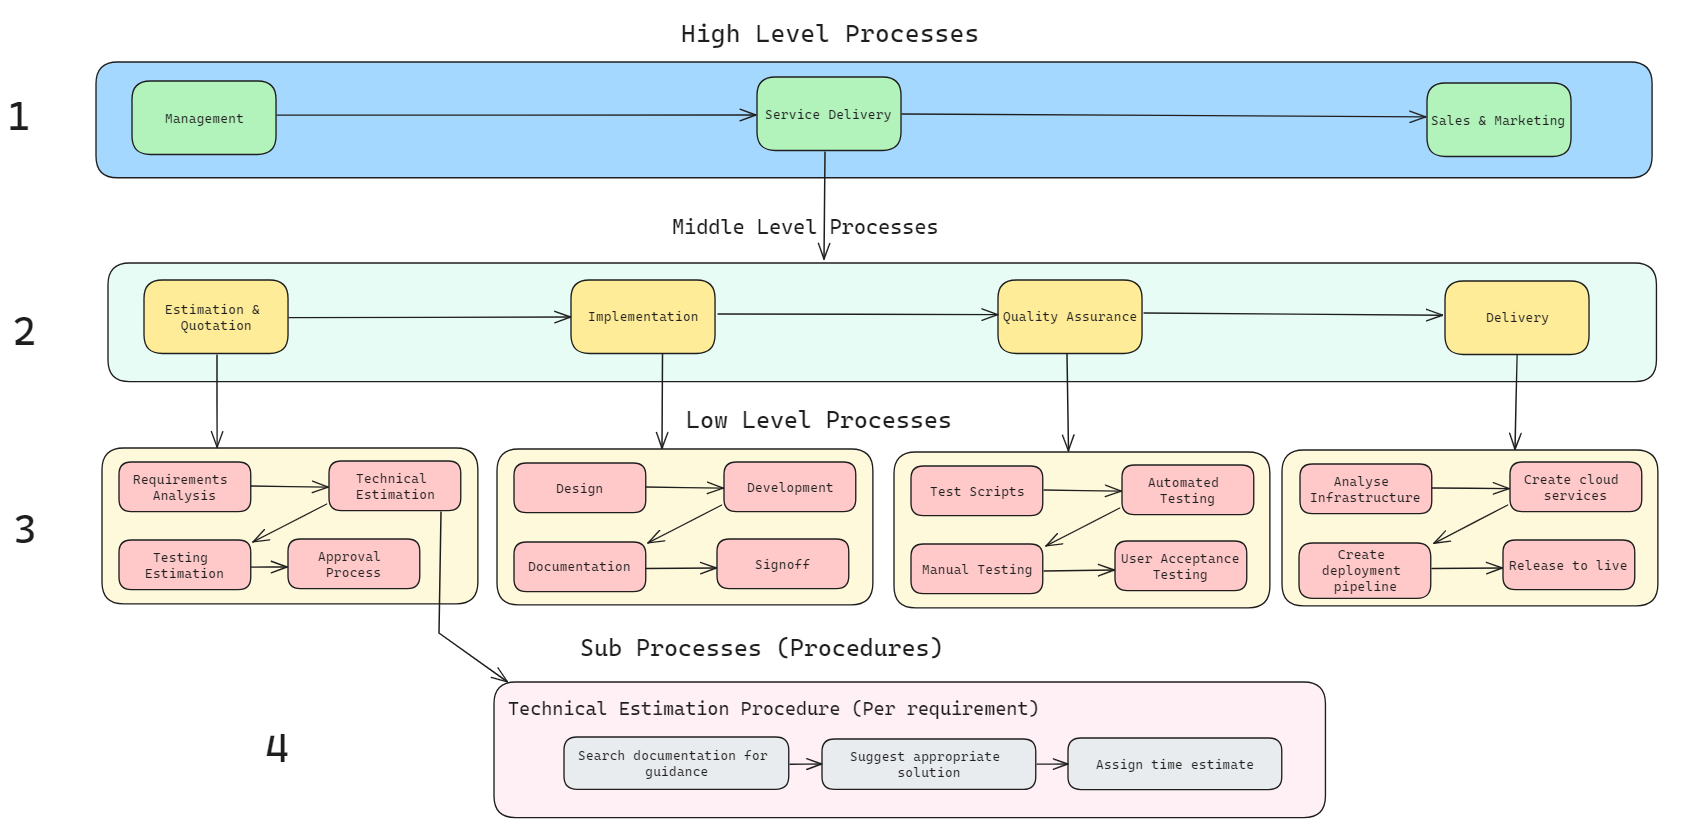 High Level Processes
1
Management
Service Delivery
Sales & Marketing
Middle Level Processes
2
Estimation &
Quotation
Implementation
Quality Assurance
Delivery
Low Level Processes
3
Requirements
Analysis
Technical
Estimation
Testing
Estimation
Approval
Process
Design
Development
Documentation
Signoff
Test Scripts
Automated
Testing
Manual Testing
User Acceptance
Testing
Analyse
Infrastructure
Create cloud
services
Create
deployment
pipeline
Release to live
Sub Processes (Procedures)
4
Technical Estimation Procedure (Per requirement)
Search documentation for
guidance
Suggest appropriate
solution
Assign time estimate